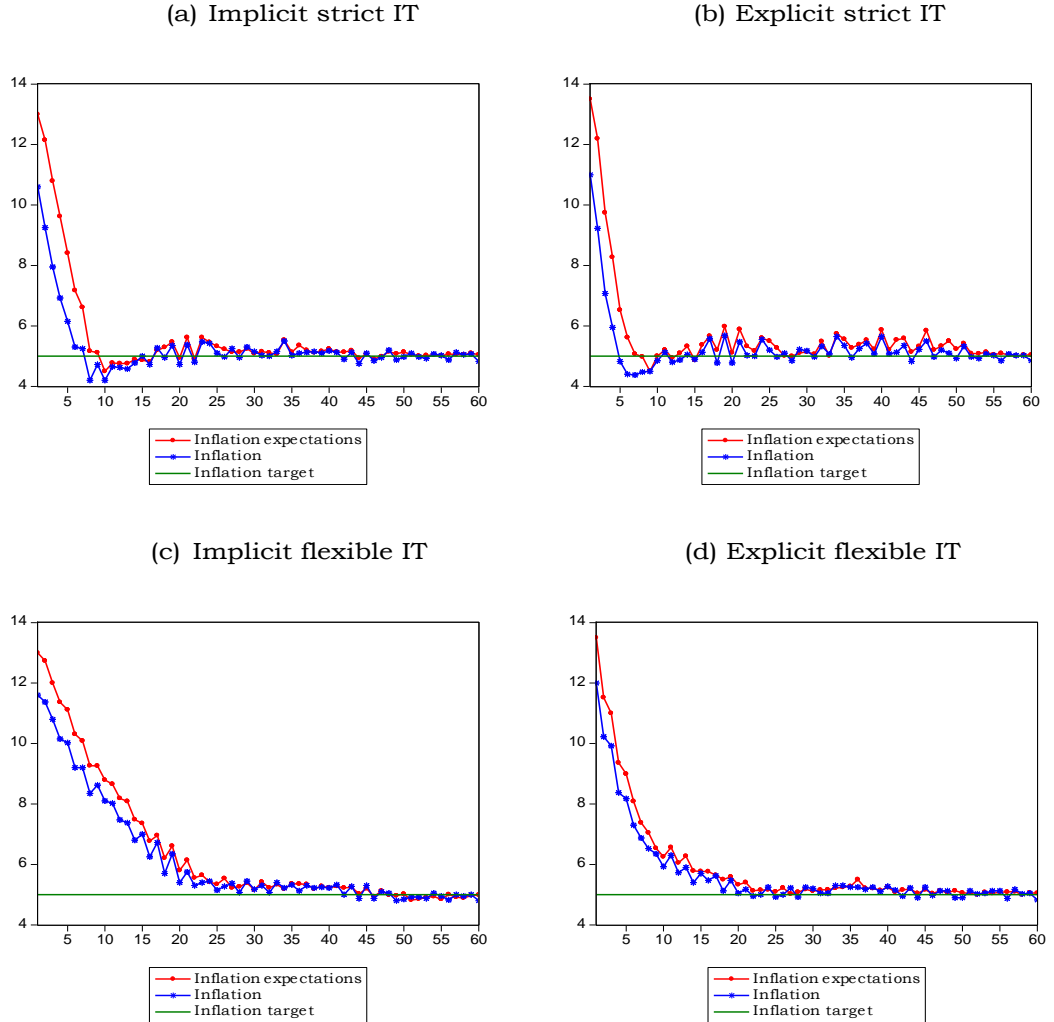 (a) Implicit strict IT
(b) Explicit strict IT
14
12
10
8
6
4
5 10 15 20 25 30 35 40 45 50 55 60
Inflation expectations
Inflation
Inflation target
14
12
10
8
6
4
5 10 15 20 25 30 35 40 45 50 55 60
Inflation expectations
Inflation
Inflation target
(c) Implicit flexible IT
(d) Explicit flexible IT
14
12
10
8
6
4
5 10 15 20 25 30 35 40 45 50 55 60
Inflation expectations
Inflation
Inflation target
14
12
10
8
6
4
5 10 15 20 25 30 35 40 45 50 55 60
Inflation expectations
Inflation
Inflation target